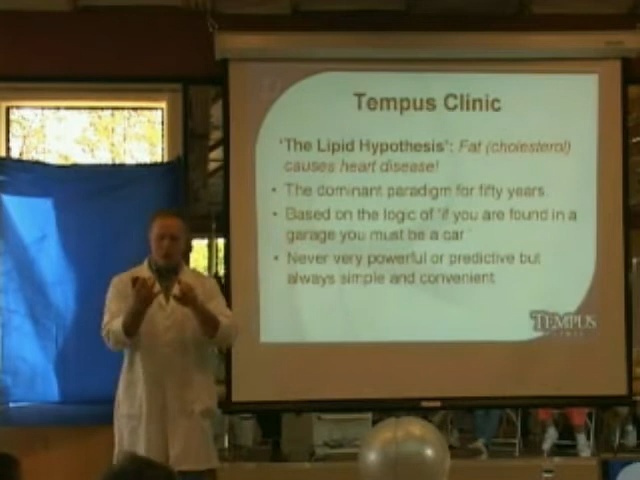 Tempus Clinic
'The Lipid Hypothesis': Fat (cholesterol)
causes heart disease!
• The dominant paradigm for fifty years.
• Based on the logic of 'if you are found in a
garage you must be a car'
• Never very powerful or predictive but
always simple and convenient
TEMPUS